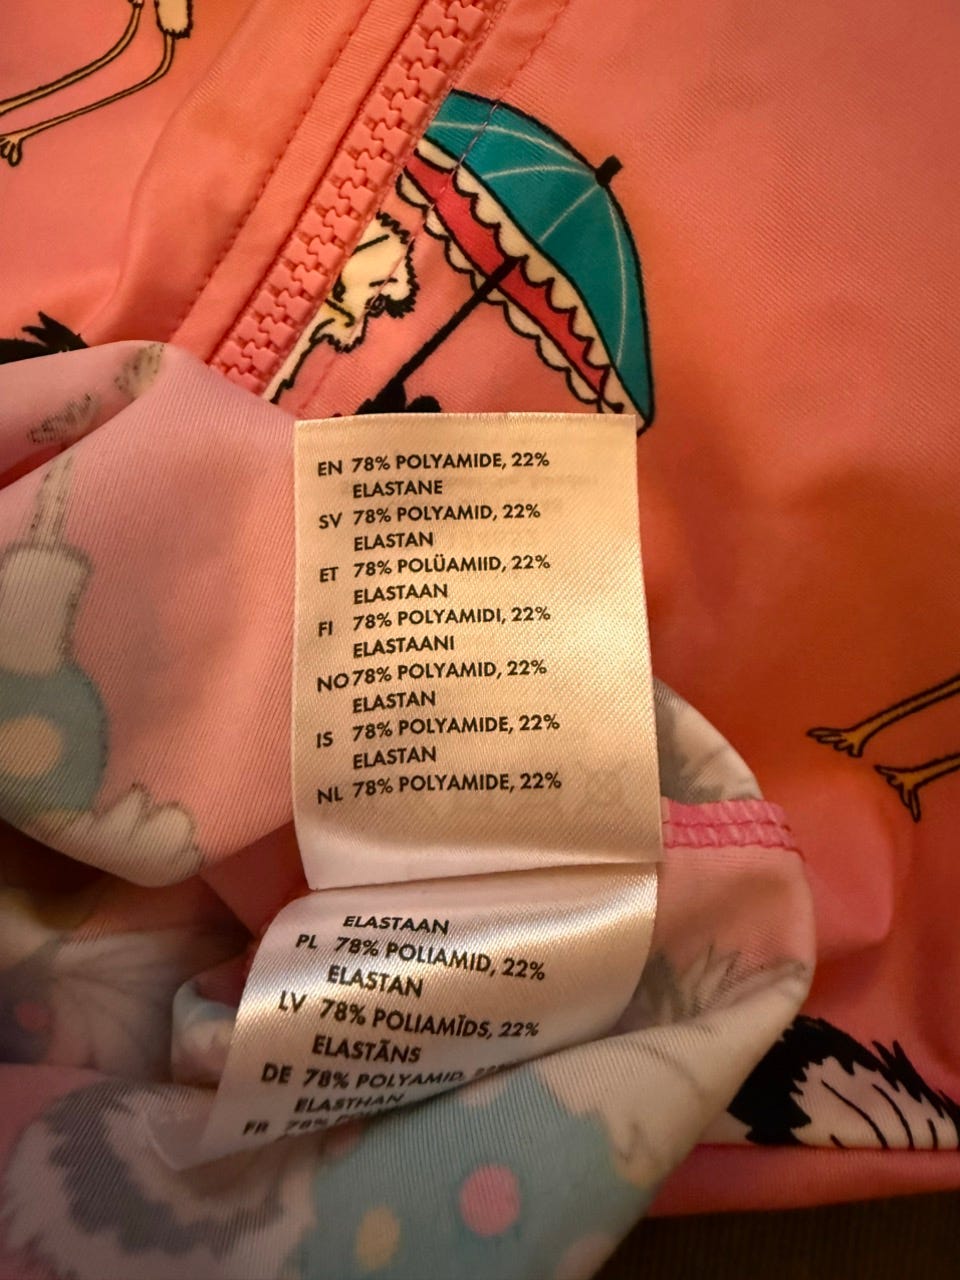 EN 78% POLYAMIDE, 22%
ELASTANE
SV 78% POLYAMID, 22%
ELASTAN
ET 78% POLÜAMIID, 22%
ELASTAAN
FI 78% POLYAMIDI, 22%
ELASTAANI
NO 78% POLYAMID, 22%
ELASTAN
IS 78% POLYAMIDE, 22%
ELASTAN
NL 78% POLYAMIDE, 22%
ELASTAAN
PL 78% POLIAMID, 22%
ELASTAN
LV 78% POLIAMĪDS, 22%
ELASTĀNS
DE 78% POLYAMID,
ELASTHAN
FR 78%